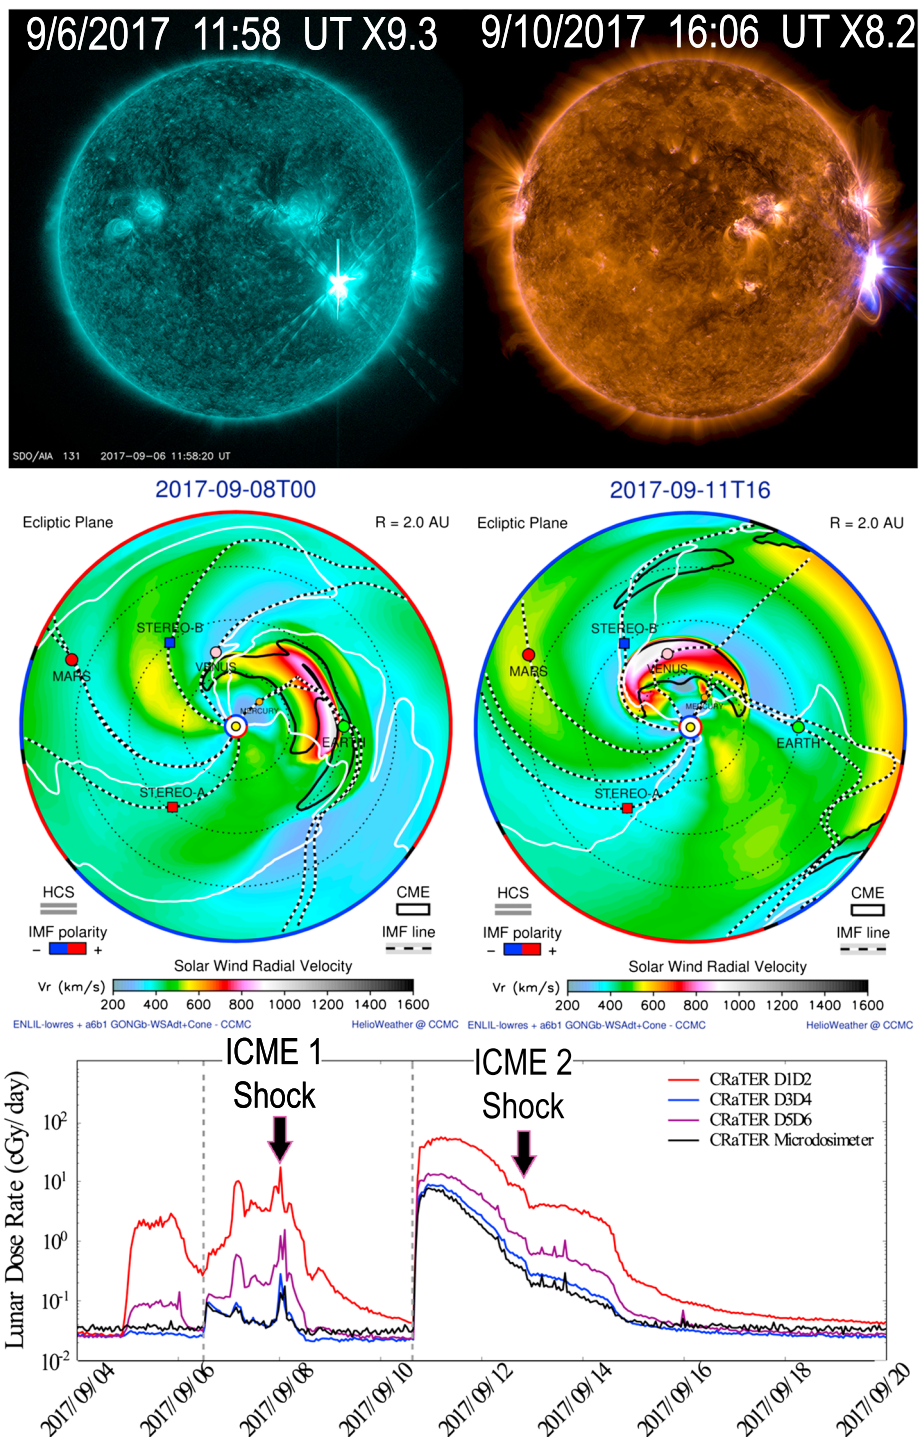 9/6/2017 11:58 UT X9.3
9/10/2017 16:06 UT X8.2
SDO/AIA 131 2017-09-06 11:58:20 UT
2017-09-08T00
Ecliptic Plane
R = 2.0 AU
STEREO-B
VENUS
MARS
MERCURY
EARTH
STEREO-A
HCS
CME
IMF polarity
IMF line
- +
Solar Wind Radial Velocity
Vr (km/s)
200 400 600 800 1000 1200 1400 1600
ENLIL-lowres + a6b1 GONGb-WSAdt+Cone - CCMC
HelioWeather @ CCMC
2017-09-11T16
Ecliptic Plane
R = 2.0 AU
STEREO-B
VENUS
MARS
MERCURY
EARTH
STEREO-A
HCS
CME
IMF polarity
IMF line
- +
Solar Wind Radial Velocity
Vr (km/s)
200 400 600 800 1000 1200 1400 1600
ENLIL-lowres + a6b1 GONGb-WSAdt+Cone - CCMC
HelioWeather @ CCMC
ICME 1
Shock
ICME 2
Shock
CRaTER D1D2
CRaTER D3D4
CRaTER D5D6
CRaTER Microdosimeter
Lunar Dose Rate (cGy/day)
10²
10¹
10⁰
10⁻¹
10⁻²
2017/09/04
2017/09/06
2017/09/08
2017/09/10
2017/09/12
2017/09/14
2017/09/16
2017/09/18
2017/09/20